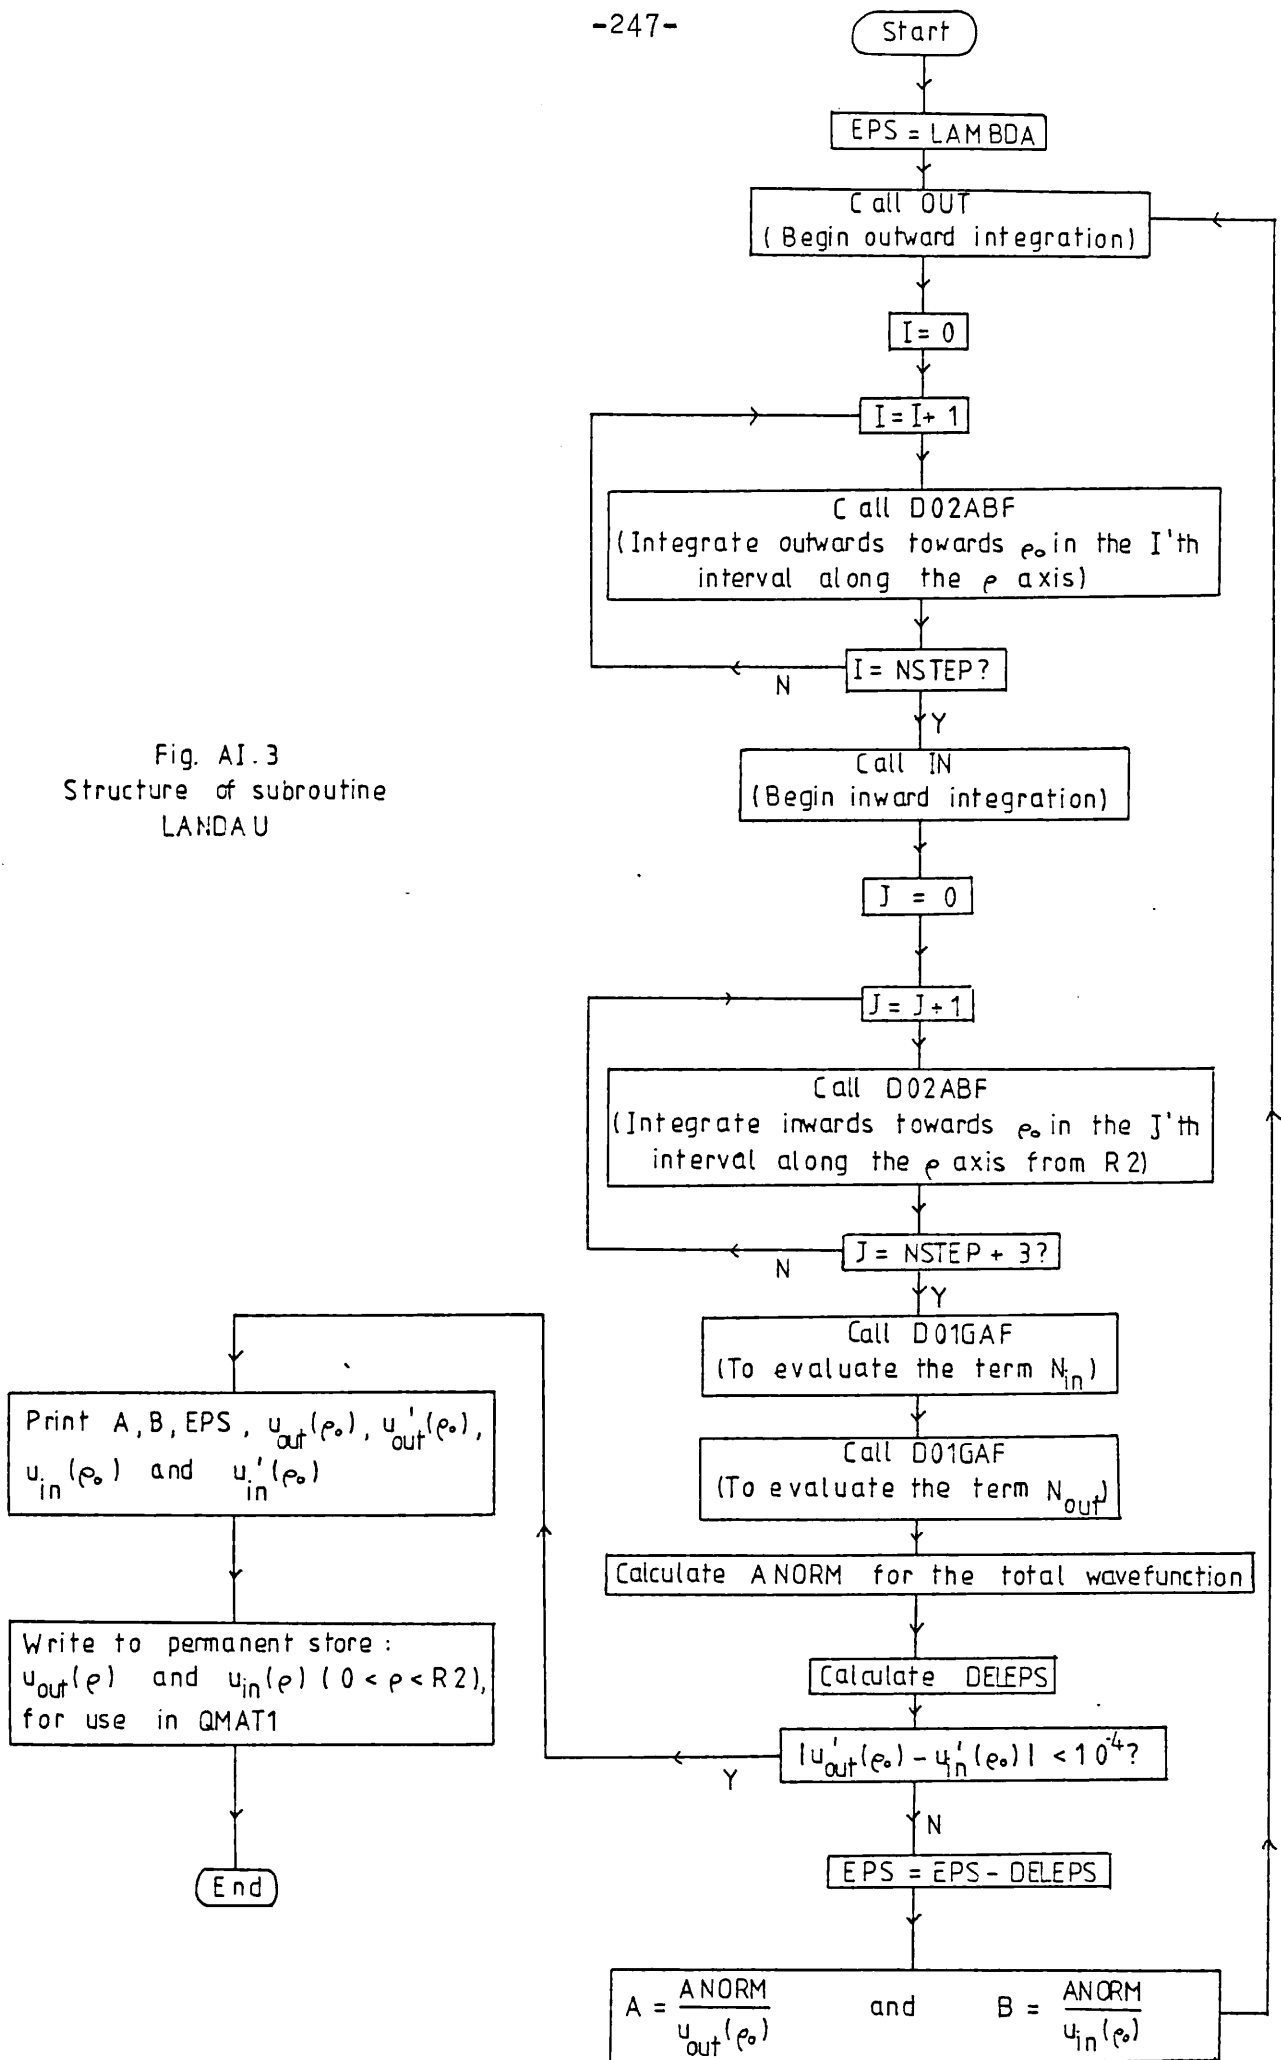 -247-
Start
EPS = LAMBDA
Call OUT
(Begin outward integration)
I = 0
I = I + 1
Call D02ABF
(Integrate outwards towards ρ₀ in the I'th
interval along the ρ axis)
I = NSTEP?
N
Y
Call IN
(Begin inward integration)
Fig. AI.3
Structure of subroutine
LANDAU
J = 0
J = J + 1
Call D02ABF
(Integrate inwards towards ρ₀ in the J'th
interval along the ρ axis from R2)
J = NSTEP + 3?
N
Y
Call D01GAF
(To evaluate the term N_in)
Call D01GAF
(To evaluate the term N_out)
Calculate ANORM for the total wavefunction
Calculate DELEPS
|u'_out(ρ₀) - u'_in(ρ₀)| < 10⁻⁴?
Y
N
Print A, B, EPS, u_out(ρ₀), u'_out(ρ₀),
u_in(ρ₀) and u'_in(ρ₀)
Write to permanent store :
u_out(ρ) and u_in(ρ) (0 < ρ < R2),
for use in QMAT1
End
EPS = EPS - DELEPS
A = ANORM / u_out(ρ₀) and B = ANORM / u_in(ρ₀)